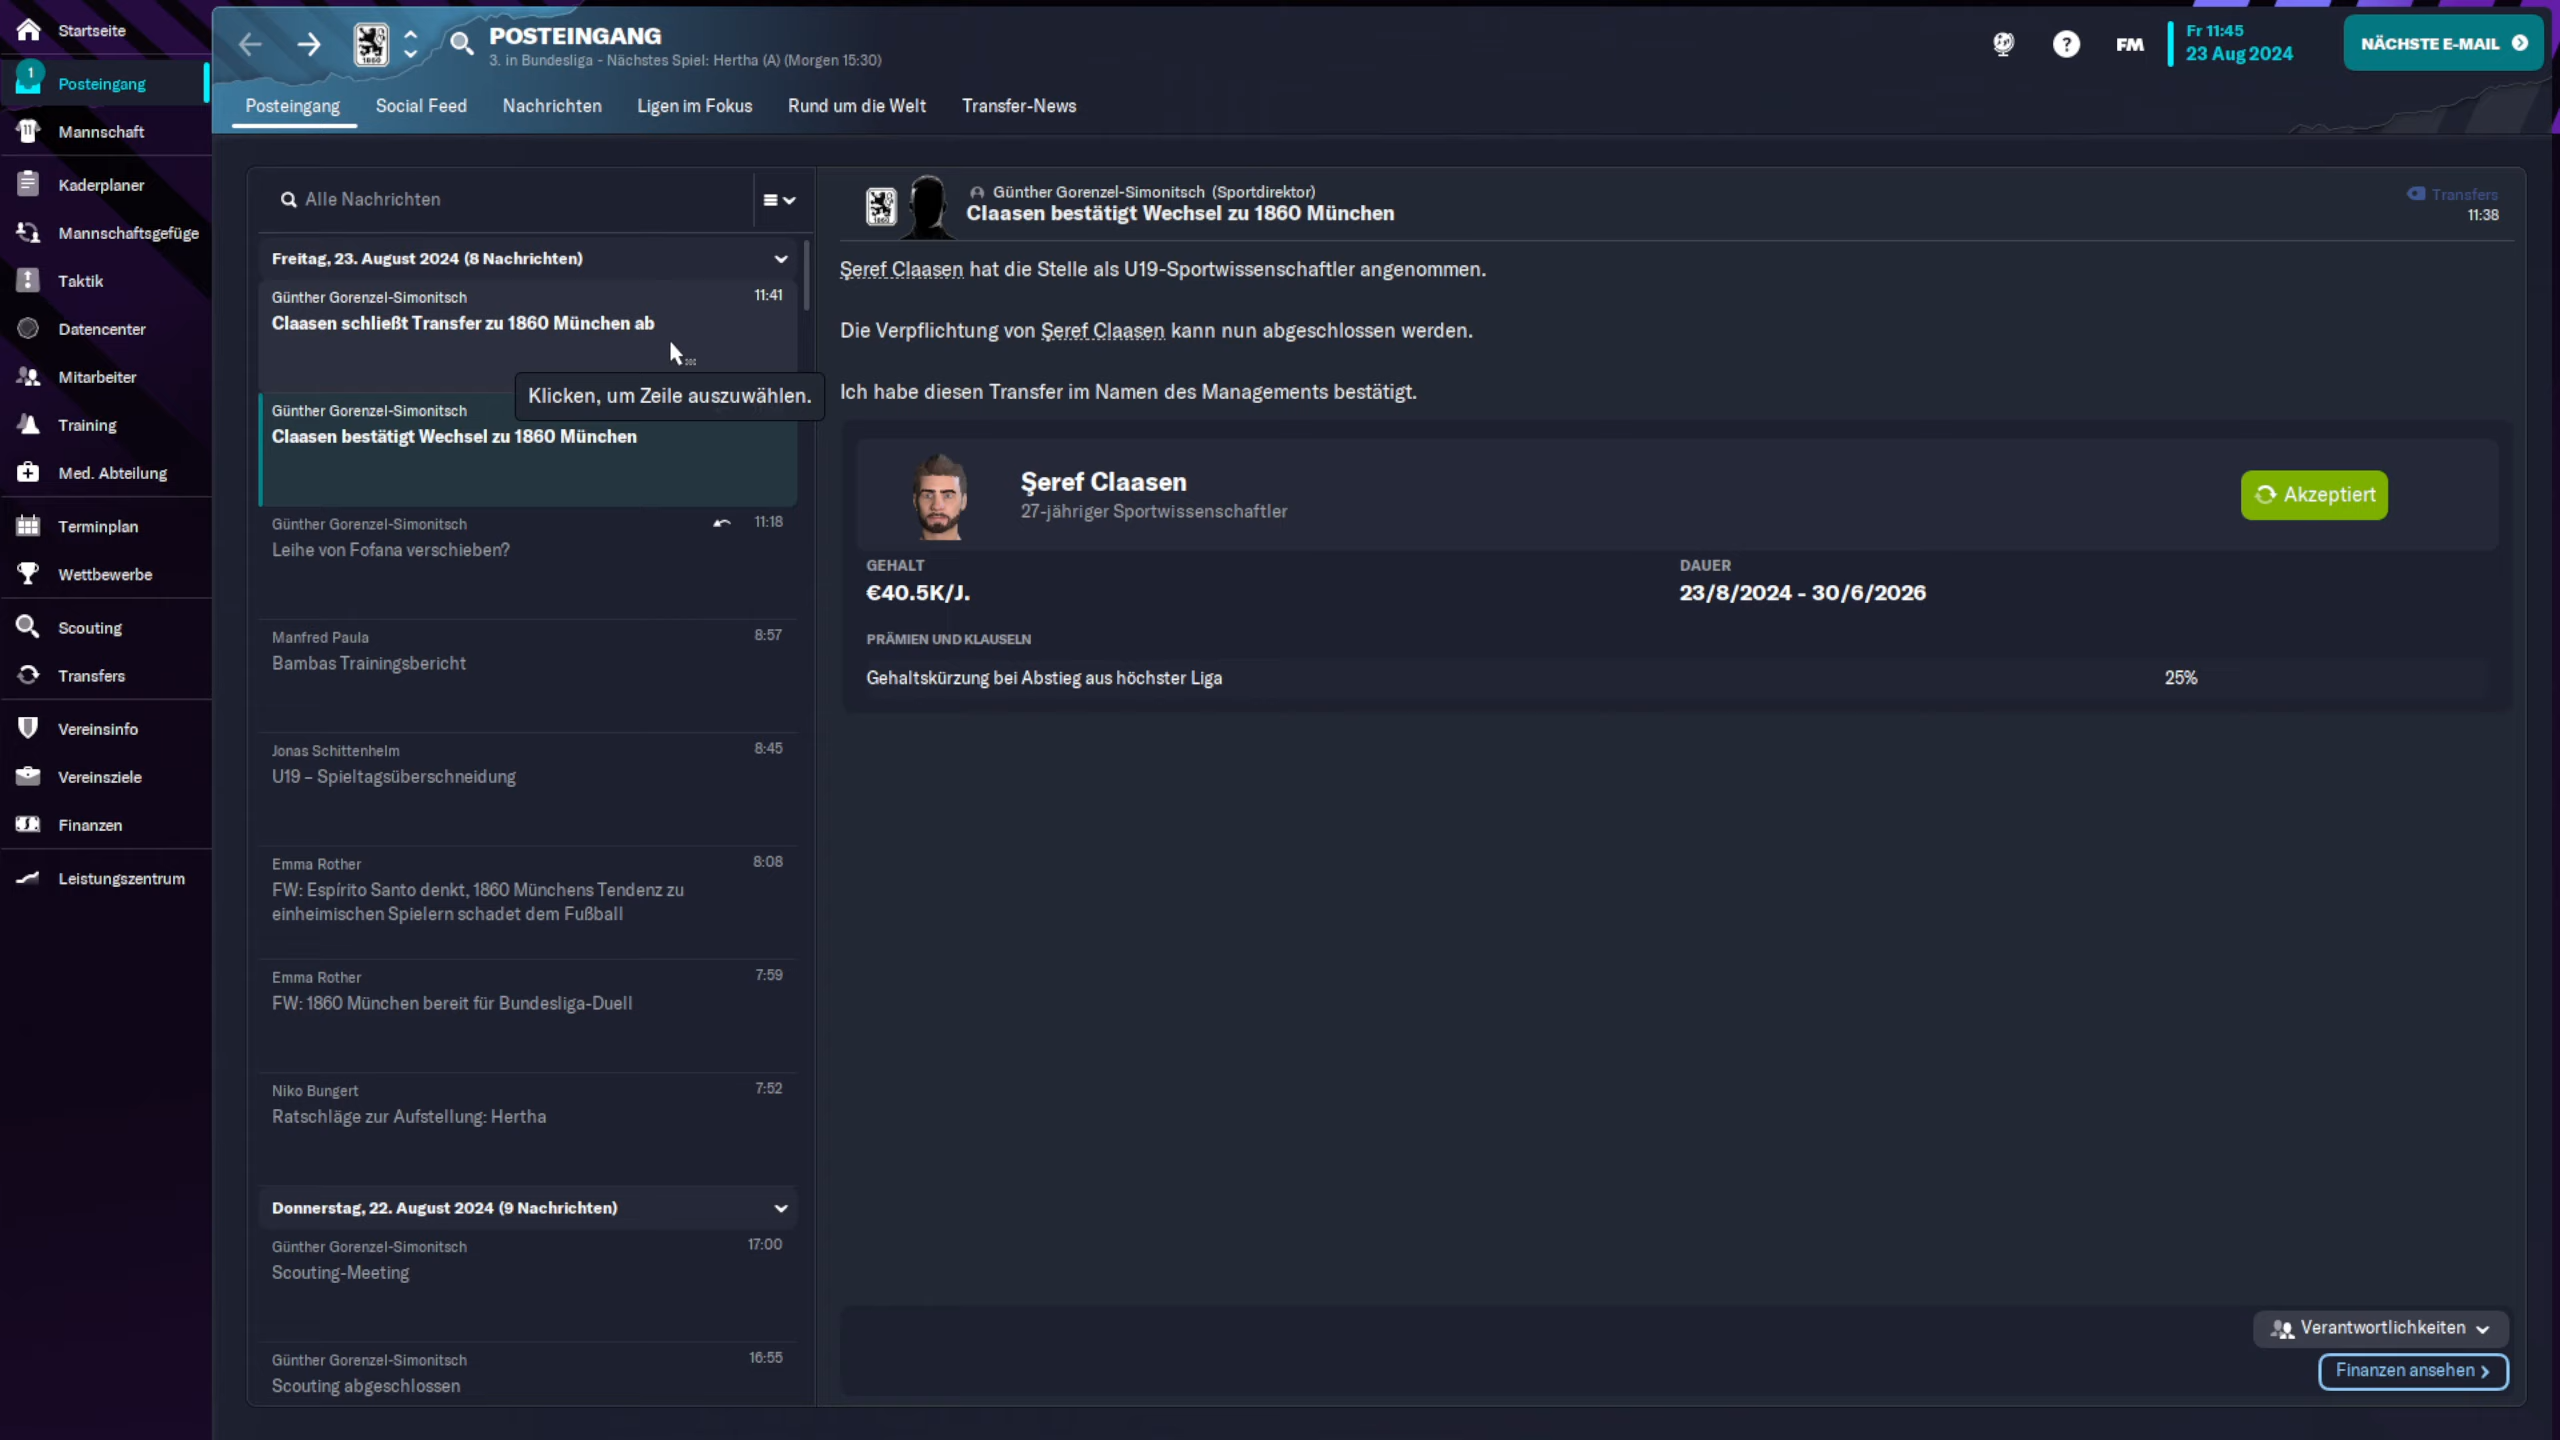 Startseite
1
Posteingang
Mannschaft
Kaderplaner
Mannschaftsgefüge
Taktik
Datencenter
Mitarbeiter
Training
Med. Abteilung
Terminplan
Wettbewerbe
Scouting
Transfers
Vereinsinfo
Vereinsziele
Finanzen
Leistungszentrum
POSTEINGANG
3. in Bundesliga - Nächstes Spiel: Hertha (A) (Morgen 15:30)
FM
Fr 11:45
23 Aug 2024
NÄCHSTE E-MAIL
Posteingang Social Feed Nachrichten Ligen im Fokus Rund um die Welt Transfer-News
Alle Nachrichten
Freitag, 23. August 2024 (8 Nachrichten)
Günther Gorenzel-Simonitsch 11:41
Claasen schließt Transfer zu 1860 München ab
Klicken, um Zeile auszuwählen.
Günther Gorenzel-Simonitsch
Claasen bestätigt Wechsel zu 1860 München
Günther Gorenzel-Simonitsch 11:18
Leihe von Fofana verschieben?
Manfred Paula 8:57
Bambas Trainingsbericht
Jonas Schittenhelm 8:45
U19 – Spieltagsüberschneidung
Emma Rother 8:08
FW: Espírito Santo denkt, 1860 Münchens Tendenz zu
einheimischen Spielern schadet dem Fußball
Emma Rother 7:59
FW: 1860 München bereit für Bundesliga-Duell
Niko Bungert 7:52
Ratschläge zur Aufstellung: Hertha
Donnerstag, 22. August 2024 (9 Nachrichten)
Günther Gorenzel-Simonitsch 17:00
Scouting-Meeting
Günther Gorenzel-Simonitsch 16:55
Scouting abgeschlossen
Günther Gorenzel-Simonitsch (Sportdirektor)
Claasen bestätigt Wechsel zu 1860 München
Transfers
11:38
Şeref Claasen hat die Stelle als U19-Sportwissenschaftler angenommen.
Die Verpflichtung von Şeref Claasen kann nun abgeschlossen werden.
Ich habe diesen Transfer im Namen des Managements bestätigt.
Şeref Claasen
27-jähriger Sportwissenschaftler
Akzeptiert
GEHALT
€40.5K/J.
DAUER
23/8/2024 - 30/6/2026
PRÄMIEN UND KLAUSELN
Gehaltskürzung bei Abstieg aus höchster Liga 25%
Verantwortlichkeiten
Finanzen ansehen